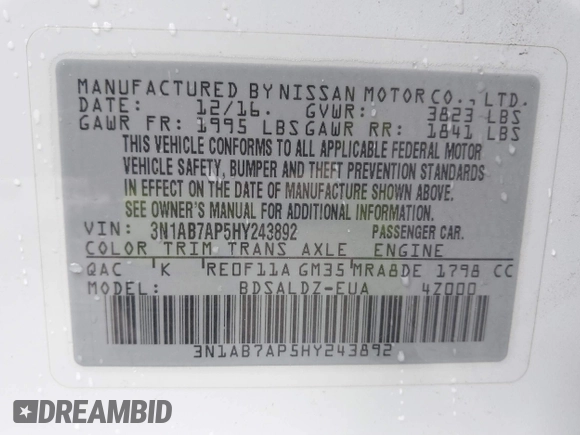 MANUFACTURED BY NISSAN MOTOR CO., LTD.
DATE: 12/16. GVWR: 3823 LBS
GAWR FR: 1995 LBS GAWR RR: 1841 LBS
THIS VEHICLE CONFORMS TO ALL APPLICABLE FEDERAL MOTOR
VEHICLE SAFETY, BUMPER AND THEFT PREVENTION STANDARDS
IN EFFECT ON THE DATE OF MANUFACTURE SHOWN ABOVE.
SEE OWNER'S MANUAL FOR ADDITIONAL INFORMATION.
VIN: 3N1AB7AP5HY243892 PASSENGER CAR.
COLOR TRIM TRANS AXLE ENGINE
QAC K RE0F11A GM35 MRA8DE 1798 CC
MODEL: BDSALDZ-EUA 4Z000
3N1AB7AP5HY243892
DREAMBID